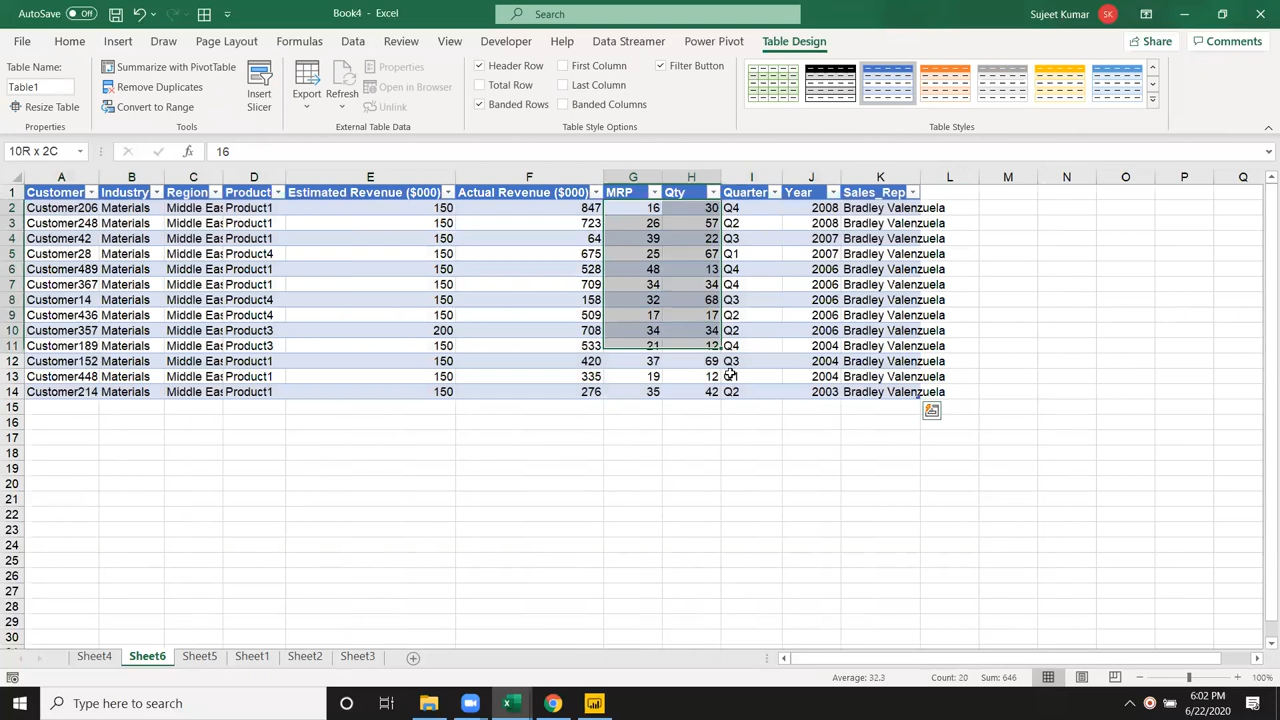 AutoSave Off Book4 - Excel Search Sujeet Kumar SK
File Home Insert Draw Page Layout Formulas Data Review View Developer Help Data Streamer Power Pivot Table Design Share Comments
Table Name: Summarize with PivotTable Properties Header Row First Column Filter Button
Table1 Remove Duplicates Insert Slicer Export Refresh Open in Browser Total Row Last Column
Resize Table Convert to Range Unlink Banded Rows Banded Columns
Properties Tools External Table Data Table Style Options Table Styles
10R x 2C fx 16
A B C D E F G H I J K L M N O P Q
1 Customer Industry Region Product Estimated Revenue ($000) Actual Revenue ($000) MRP Qty Quarter Year Sales_Rep
2 Customer206 Materials Middle Eas Product1 150 847 16 30 Q4 2008 Bradley Valenzuela
3 Customer248 Materials Middle Eas Product1 150 723 26 57 Q2 2008 Bradley Valenzuela
4 Customer42 Materials Middle Eas Product1 150 64 39 22 Q3 2007 Bradley Valenzuela
5 Customer28 Materials Middle Eas Product4 150 675 25 67 Q1 2007 Bradley Valenzuela
6 Customer489 Materials Middle Eas Product1 150 528 48 13 Q4 2006 Bradley Valenzuela
7 Customer367 Materials Middle Eas Product1 150 709 34 34 Q4 2006 Bradley Valenzuela
8 Customer14 Materials Middle Eas Product4 150 158 32 68 Q3 2006 Bradley Valenzuela
9 Customer436 Materials Middle Eas Product4 150 509 17 17 Q2 2006 Bradley Valenzuela
10 Customer357 Materials Middle Eas Product3 200 708 34 34 Q2 2006 Bradley Valenzuela
11 Customer189 Materials Middle Eas Product3 150 533 21 12 Q4 2004 Bradley Valenzuela
12 Customer152 Materials Middle Eas Product1 150 420 37 69 Q3 2004 Bradley Valenzuela
13 Customer448 Materials Middle Eas Product1 150 335 19 12 Q1 2004 Bradley Valenzuela
14 Customer214 Materials Middle Eas Product1 150 276 35 42 Q2 2003 Bradley Valenzuela
15
16
17
18
19
20
21
22
23
24
25
26
27
28
29
30
Sheet4 Sheet6 Sheet5 Sheet1 Sheet2 Sheet3
Average: 32.3 Count: 20 Sum: 646 100%
Type here to search 6:02 PM
6/22/2020